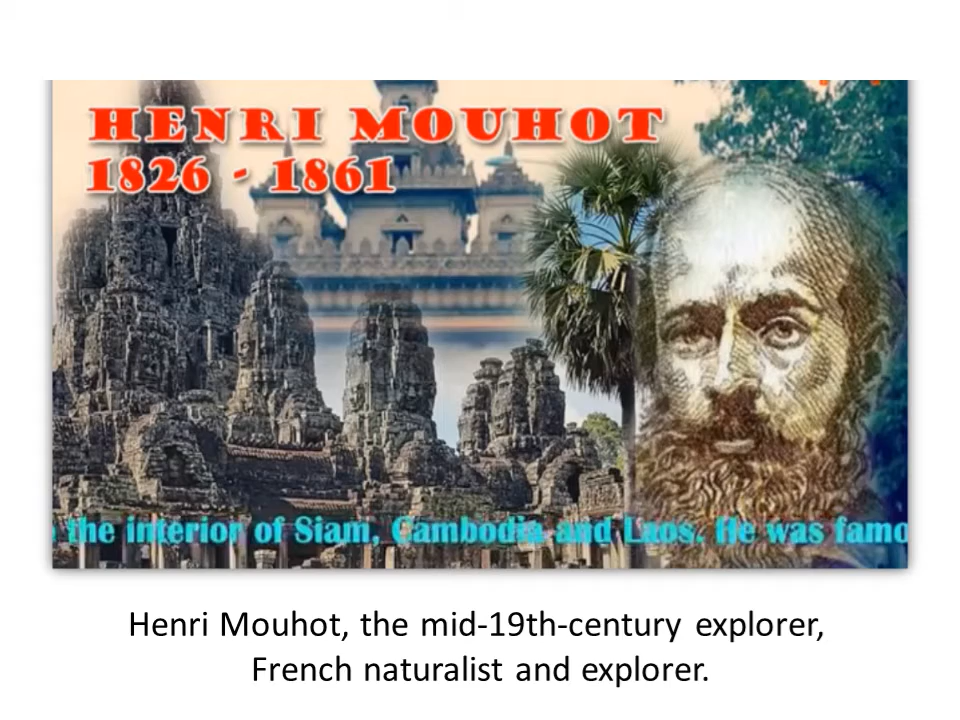 HENRI MOUHOT
1826 - 1861
the interior of Siam, Cambodia and Laos. He was famo
Henri Mouhot, the mid-19th-century explorer,
French naturalist and explorer.